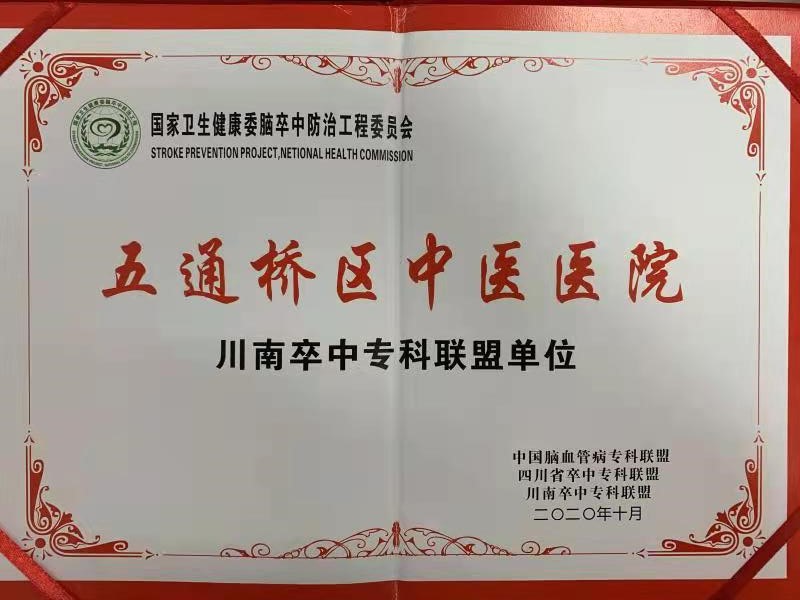 国家卫生健康委脑卒中防治工程委员会
STROKE PREVENTION PROJECT,NETIONAL HEALTH COMMISSION
五通桥区中医医院
川南卒中专科联盟单位
中国脑血管病专科联盟
四川省卒中专科联盟
川南卒中专科联盟
二〇二〇年十月